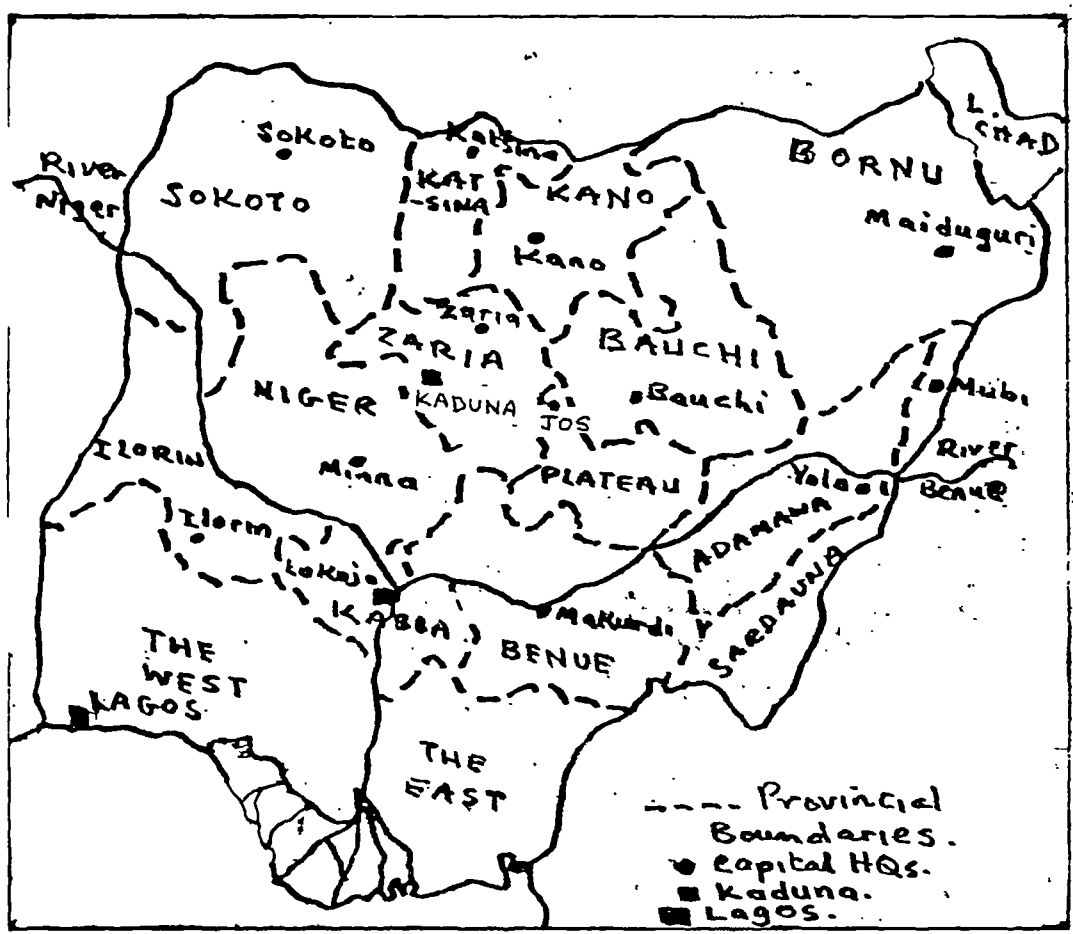 L.
CHAD
Sokoto
Katsina
BORNU
River
Niger
KAT
-SINA
KANO
SOKOTO
Maiduguri
Kano
Zaria
ZARIA
BAUCHI
NIGER
KADUNA
Bauchi
Mubi
JOS
ILORIN
Minna
PLATEAU
Yola
River
Benue
Ilorin
ADAMAWA
Lokoja
KABBA
Makurdi
SARDAUNA
BENUE
THE
WEST
LAGOS
THE
EAST
Provincial
Boundaries.
Capital HQs.
Kaduna.
Lagos.